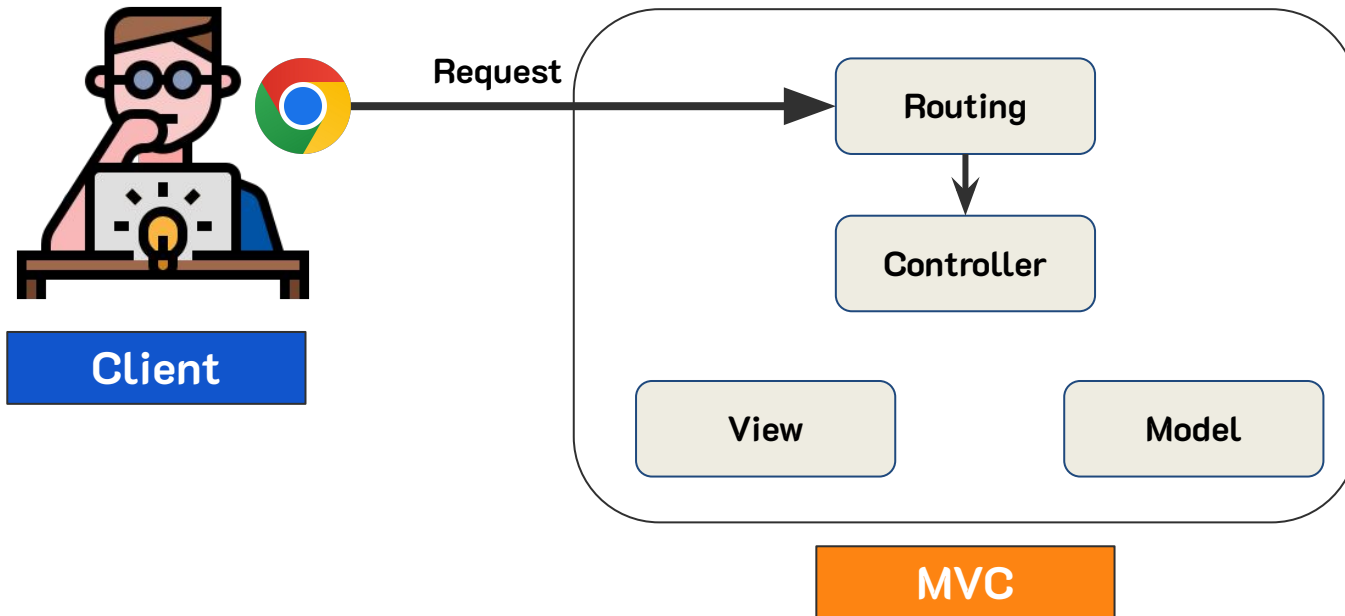 Request
Routing
Controller
Client
View
Model
MVC